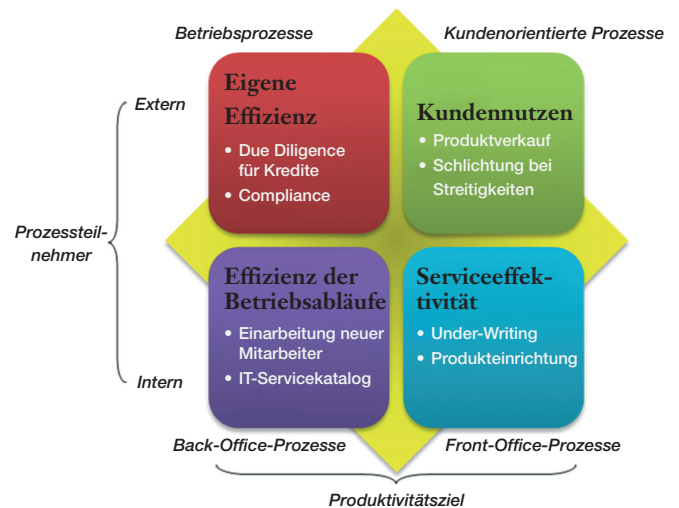 Betriebsprozesse
Kundenorientierte Prozesse
Extern
Eigene
Effizienz
• Due Diligence
für Kredite
• Compliance
Kundennutzen
• Produktverkauf
• Schlichtung bei
Streitigkeiten
Prozessteil-
nehmer
Effizienz der
Betriebsabläufe
• Einarbeitung neuer
Mitarbeiter
• IT-Servicekatalog
Serviceeffek-
tivität
• Under-Writing
• Produkteinrichtung
Intern
Back-Office-Prozesse
Front-Office-Prozesse
Produktivitätsziel